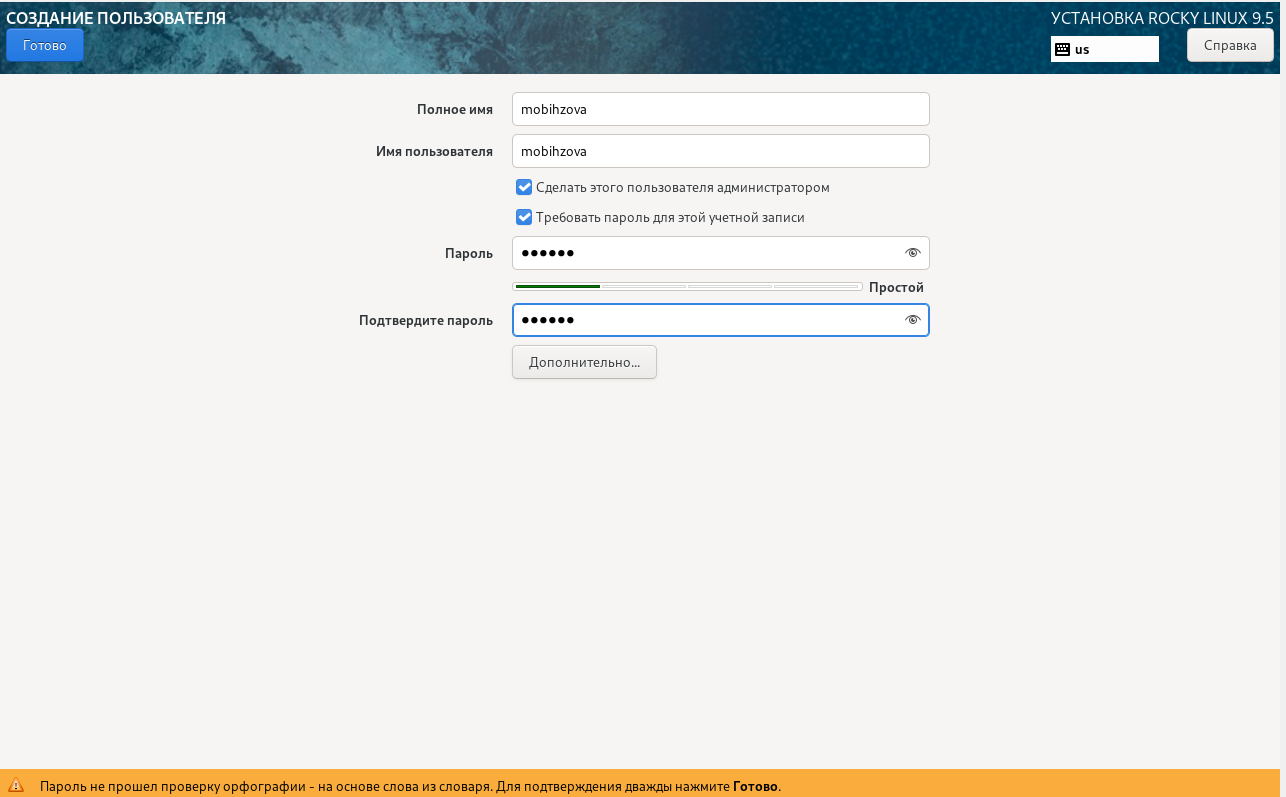 СОЗДАНИЕ ПОЛЬЗОВАТЕЛЯ
УСТАНОВКА ROCKY LINUX 9.5
Готово
us
Справка
Полное имя
mobihzova
Имя пользователя
mobihzova
Сделать этого пользователя администратором
Требовать пароль для этой учетной записи
Пароль
●●●●●●
Простой
Подтвердите пароль
●●●●●●
Дополнительно...
Пароль не прошел проверку орфографии - на основе слова из словаря. Для подтверждения дважды нажмите Готово.